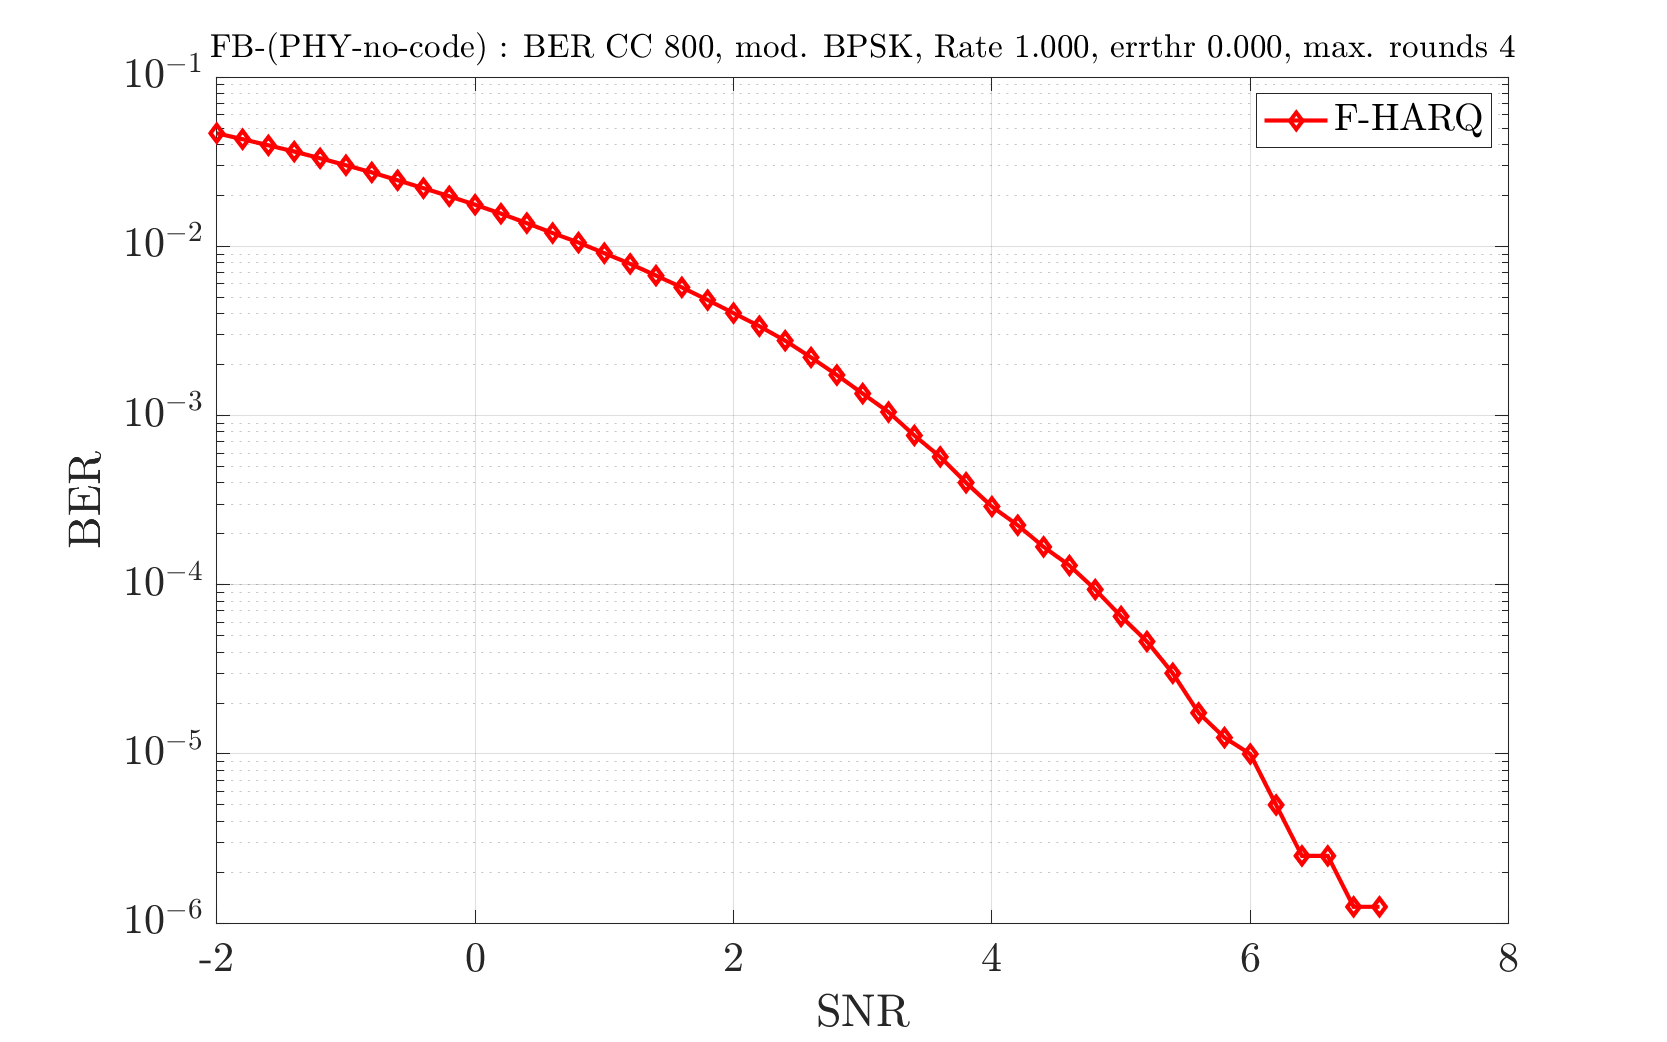 FB-(PHY-no-code) : BER CC 800, mod. BPSK, Rate 1.000, errthr 0.000, max. rounds 4
F-HARQ
10⁻¹
10⁻²
10⁻³
10⁻⁴
10⁻⁵
10⁻⁶
BER
-2 0 2 4 6 8
SNR